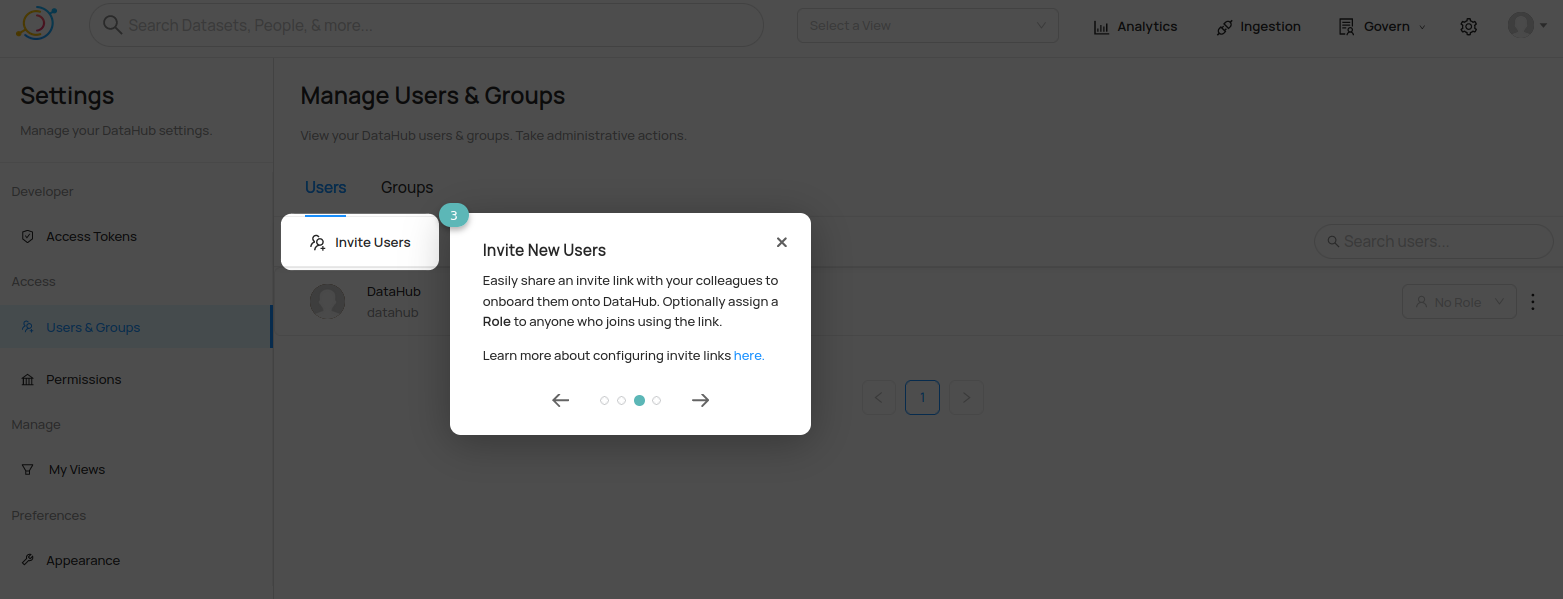 Search Datasets, People, & more...
Select a View
Analytics
Ingestion
Govern
Settings
Manage your DataHub settings.
Developer
Access Tokens
Access
Users & Groups
Permissions
Manage
My Views
Preferences
Appearance
Manage Users & Groups
View your DataHub users & groups. Take administrative actions.
Users
Groups
Invite Users
Search users...
DataHub
datahub
No Role
1
3
Invite New Users
Easily share an invite link with your colleagues to
onboard them onto DataHub. Optionally assign a
Role to anyone who joins using the link.
Learn more about configuring invite links here.